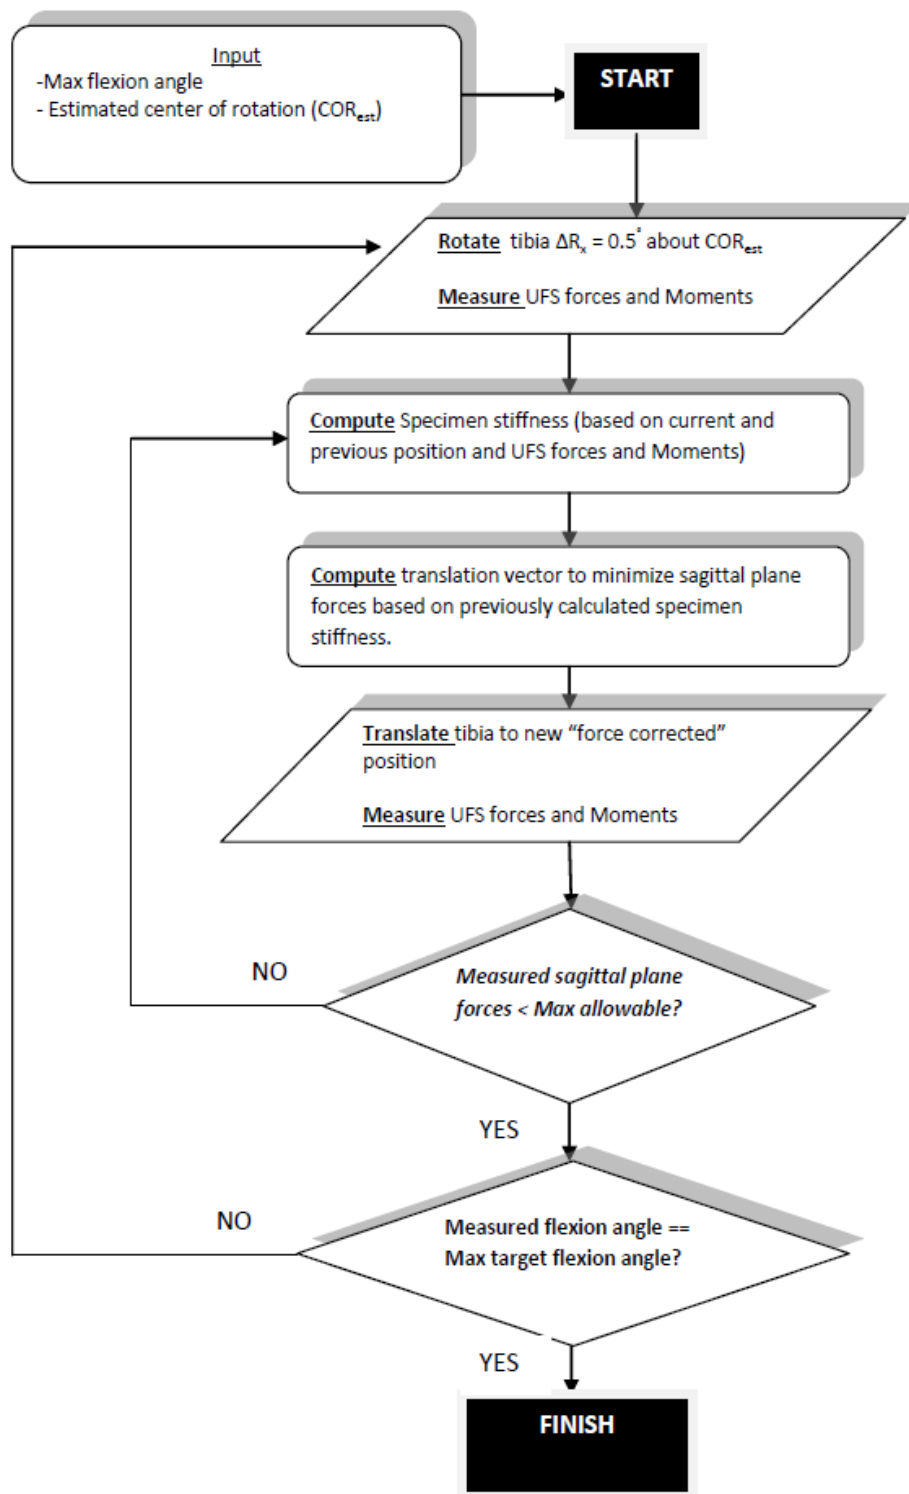 Input
-Max flexion angle
- Estimated center of rotation (CORest)
START
Rotate tibia ΔRx = 0.5° about CORest
Measure UFS forces and Moments
Compute Specimen stiffness (based on current and
previous position and UFS forces and Moments)
Compute translation vector to minimize sagittal plane
forces based on previously calculated specimen
stiffness.
Translate tibia to new “force corrected”
position
Measure UFS forces and Moments
NO
Measured sagittal plane
forces < Max allowable?
YES
NO
Measured flexion angle ==
Max target flexion angle?
YES
FINISH